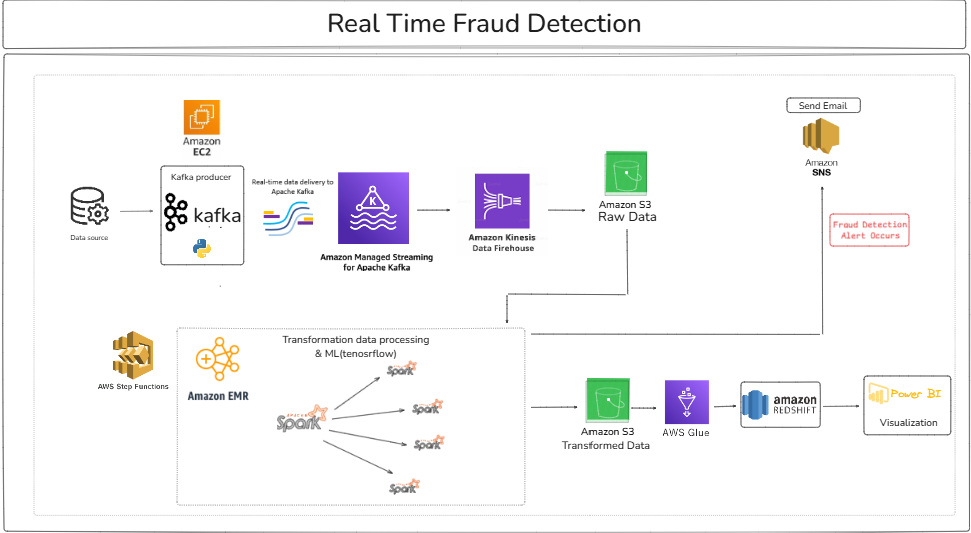 Real Time Fraud Detection
Send Email
Amazon
SNS
Amazon
EC2
Kafka producer
kafka
Data source
Real-time data delivery to
Apache Kafka
K
Amazon Managed Streaming
for Apache Kafka
Amazon Kinesis
Data Firehouse
Amazon S3
Raw Data
Fraud Detection
Alert Occurs
AWS Step Functions
Amazon EMR
Transformation data processing
& ML(tenosrflow)
APACHE
Spark
Spark
Spark
Spark
Spark
Amazon S3
Transformed Data
AWS Glue
amazon
REDSHIFT
Power BI
Visualization